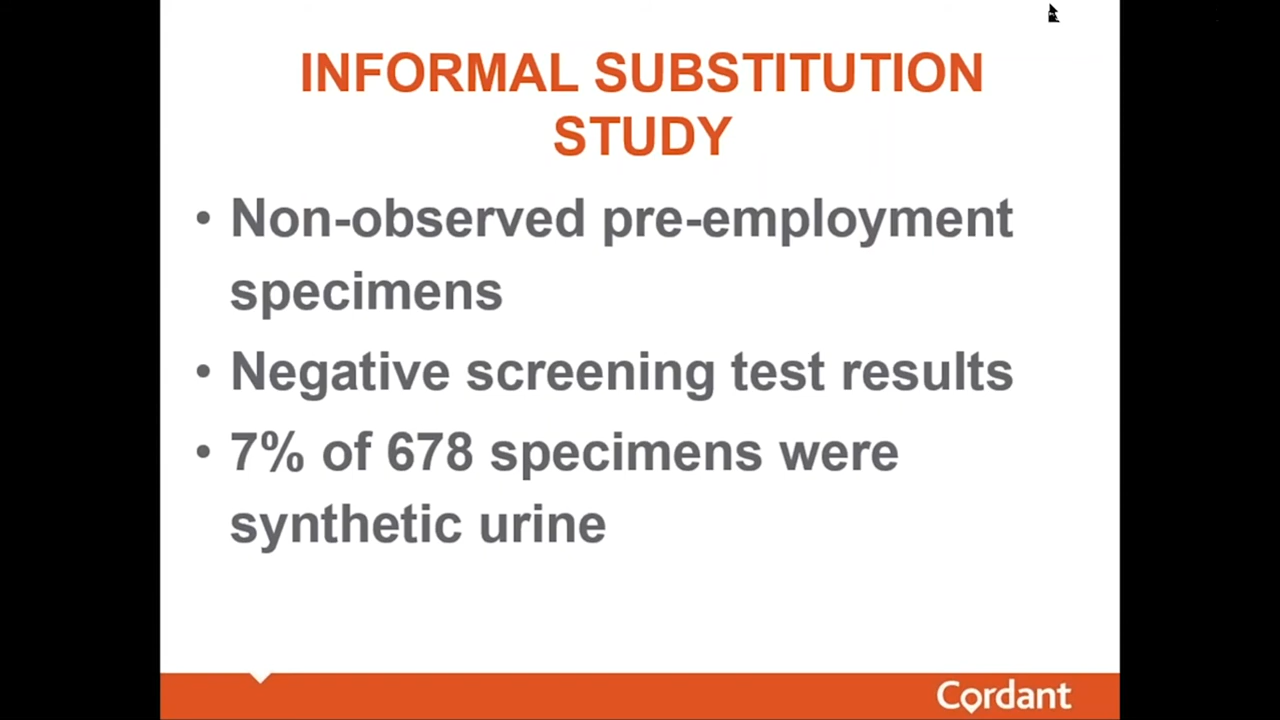 INFORMAL SUBSTITUTION
STUDY
• Non-observed pre-employment
specimens
• Negative screening test results
• 7% of 678 specimens were
synthetic urine
Cordant